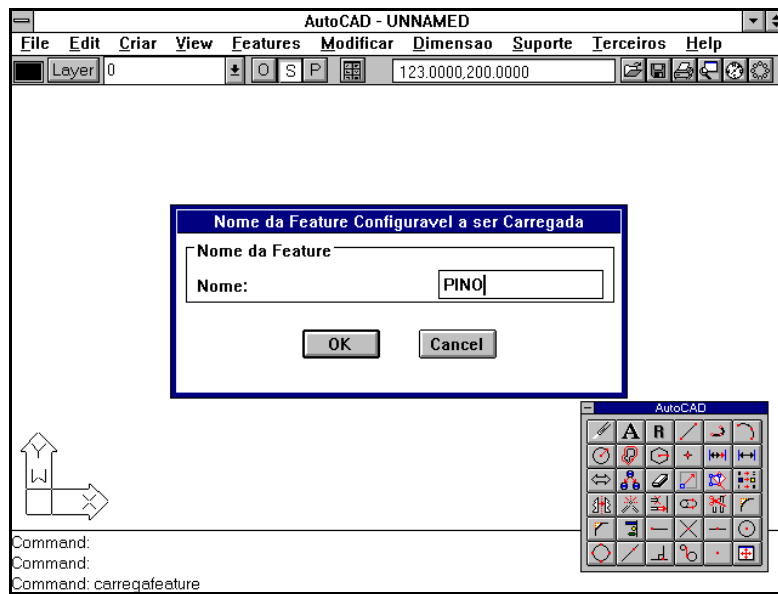 AutoCAD - UNNAMED
File Edit Criar View Features Modificar Dimensao Suporte Terceiros Help
Layer 0 O S P 123.0000,200.0000
Nome da Feature Configuravel a ser Carregada
Nome da Feature
Nome: PINO
OK Cancel
AutoCAD
A R
Y
W
X
Command:
Command:
Command: carregafeature